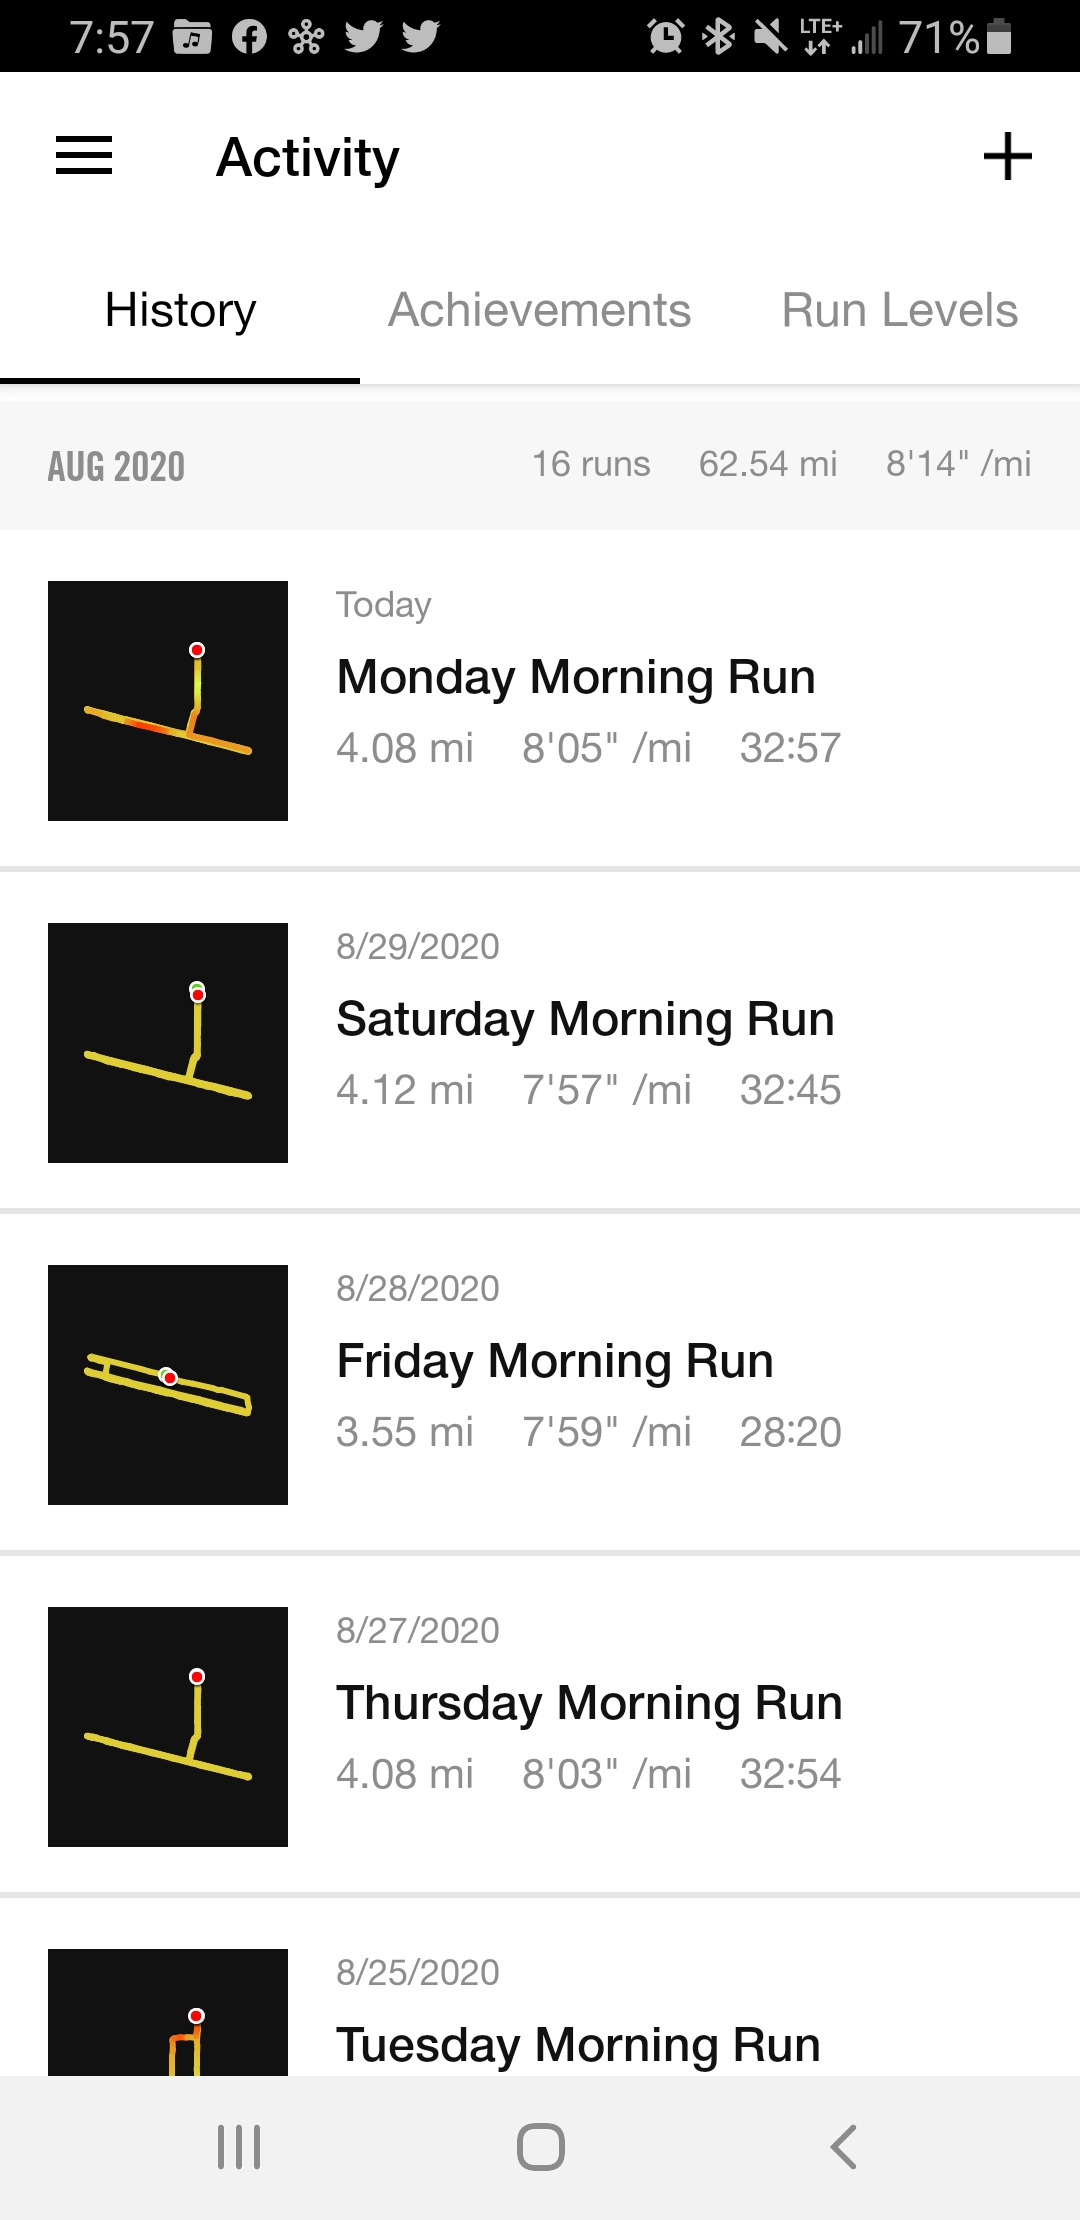 7:57 LTE+ 71%
Activity
History Achievements Run Levels
AUG 2020 16 runs 62.54 mi 8'14" /mi
Today
Monday Morning Run
4.08 mi 8'05" /mi 32:57
8/29/2020
Saturday Morning Run
4.12 mi 7'57" /mi 32:45
8/28/2020
Friday Morning Run
3.55 mi 7'59" /mi 28:20
8/27/2020
Thursday Morning Run
4.08 mi 8'03" /mi 32:54
8/25/2020
Tuesday Morning Run